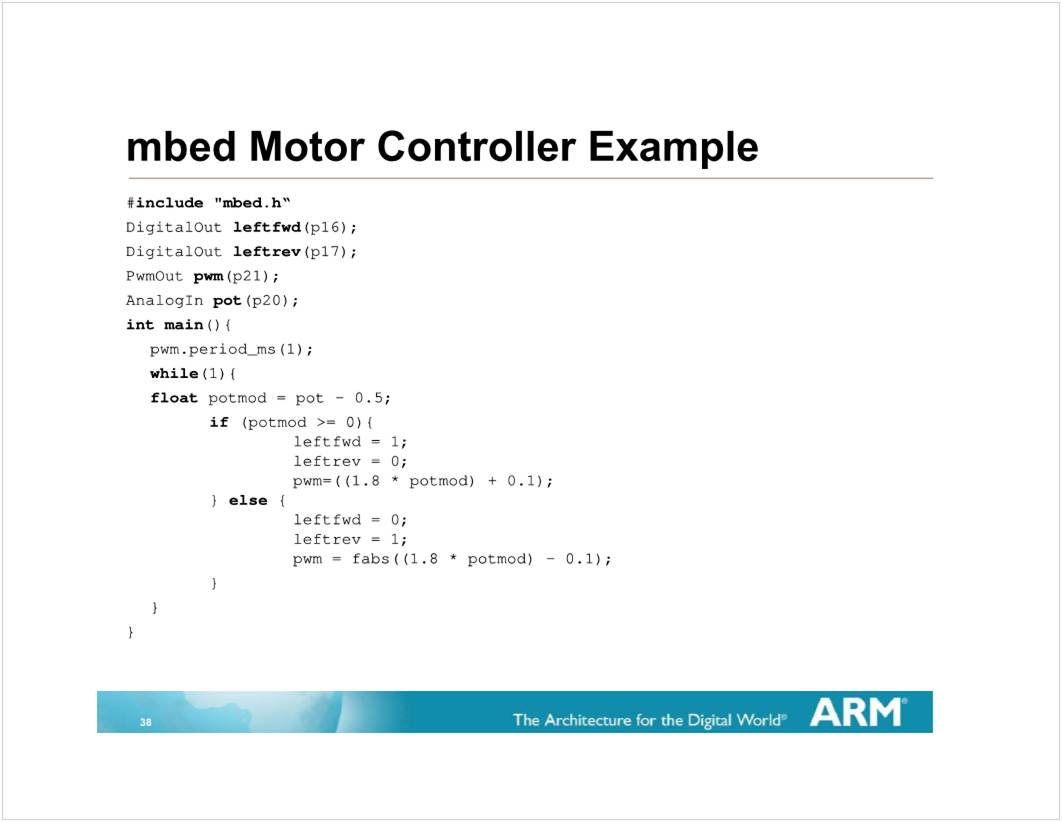 mbed Motor Controller Example
#include "mbed.h“
DigitalOut leftfwd(p16);
DigitalOut leftrev(p17);
PwmOut pwm(p21);
AnalogIn pot(p20);
int main(){
pwm.period_ms(1);
while(1){
float potmod = pot – 0.5;
if (potmod >= 0){
leftfwd = 1;
leftrev = 0;
pwm=((1.8 * potmod) + 0.1);
} else {
leftfwd = 0;
leftrev = 1;
pwm = fabs((1.8 * potmod) – 0.1);
}
}
}
38
The Architecture for the Digital World®
ARM®